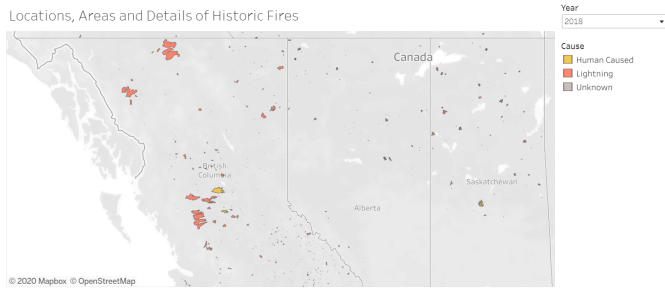 Locations, Areas and Details of Historic Fires
Year
2018
Cause
Human Caused
Lightning
Unknown
Canada
British
Columbia
Saskatchewan
Alberta
© 2020 Mapbox © OpenStreetMap